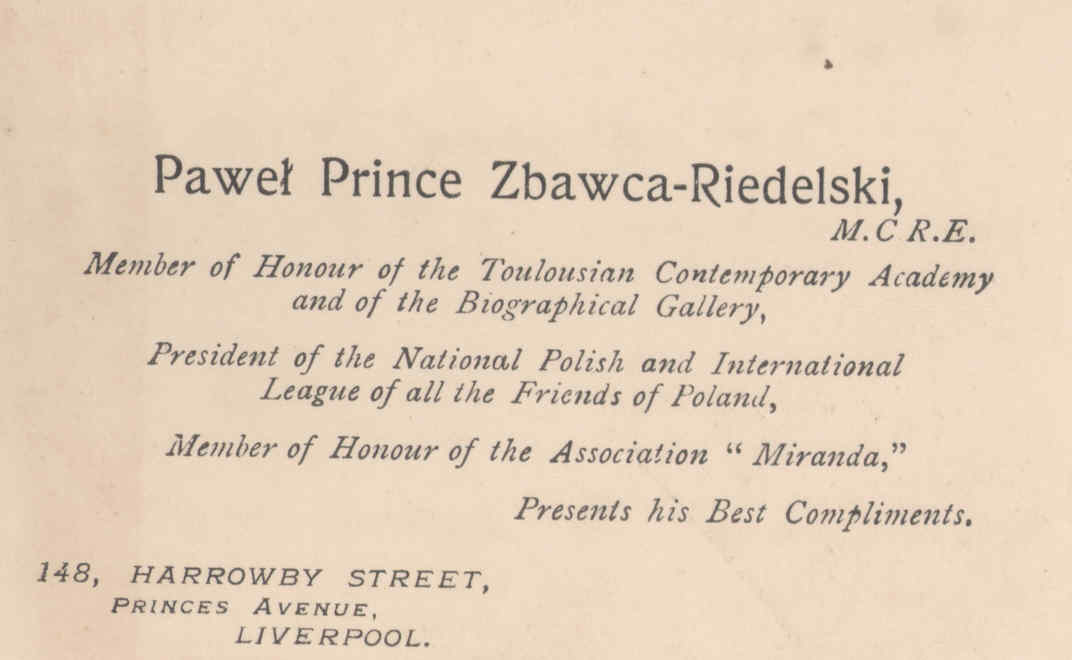 Paweł Prince Zbawca-Riedelski,
M.C R.E.
Member of Honour of the Toulousian Contemporary Academy
and of the Biographical Gallery,
President of the National Polish and International
League of all the Friends of Poland,
Member of Honour of the Association “ Miranda,”
Presents his Best Compliments.
148, HARROWBY STREET,
PRINCES AVENUE,
LIVERPOOL.